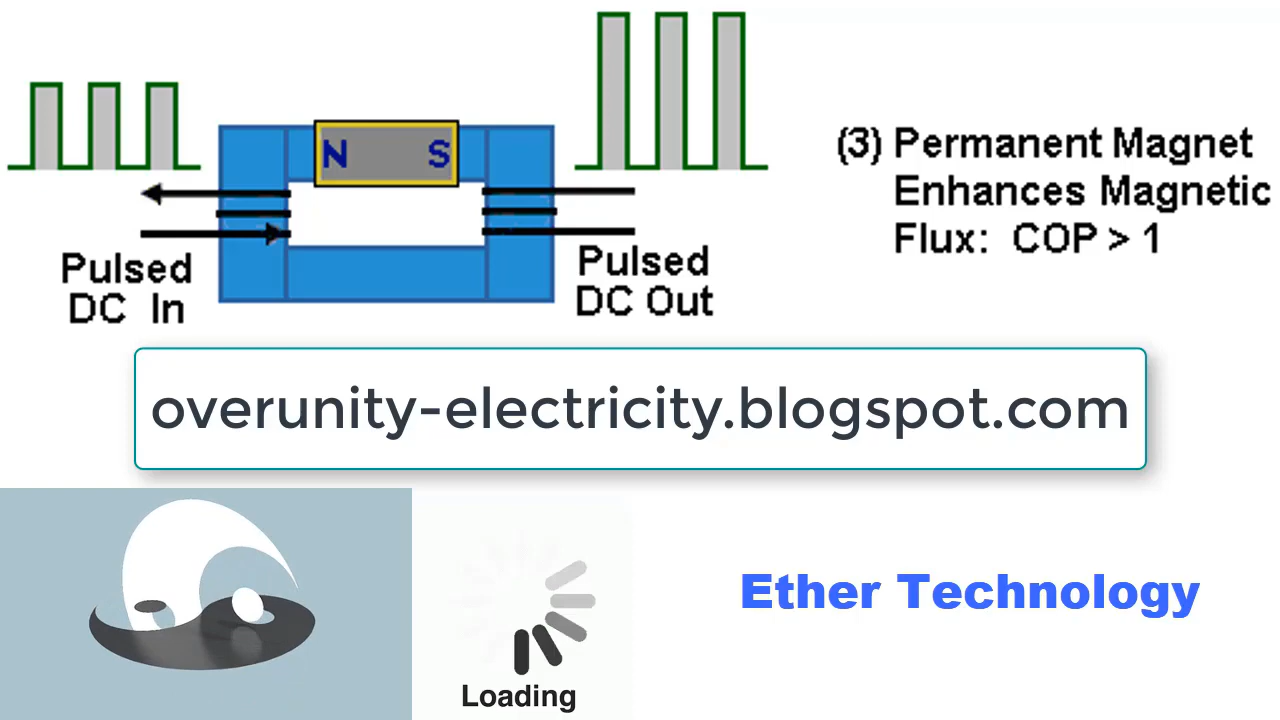 N S
(3) Permanent Magnet
Enhances Magnetic
Flux: COP > 1
Pulsed
DC In
Pulsed
DC Out
overunity-electricity.blogspot.com
Ether Technology
Loading